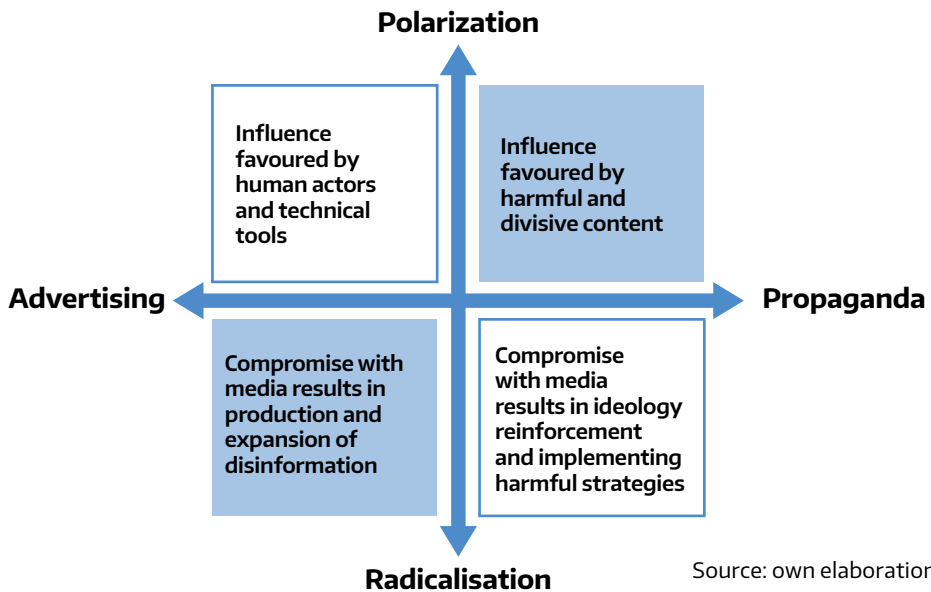 Polarization
Influence
favoured by
human actors
and technical
tools
Influence
favoured by
harmful and
divisive content
Advertising
Propaganda
Compromise with
media results in
production and
expansion of
disinformation
Compromise
with media
results in ideology
reinforcement
and implementing
harmful strategies
Radicalisation
Source: own elaboration